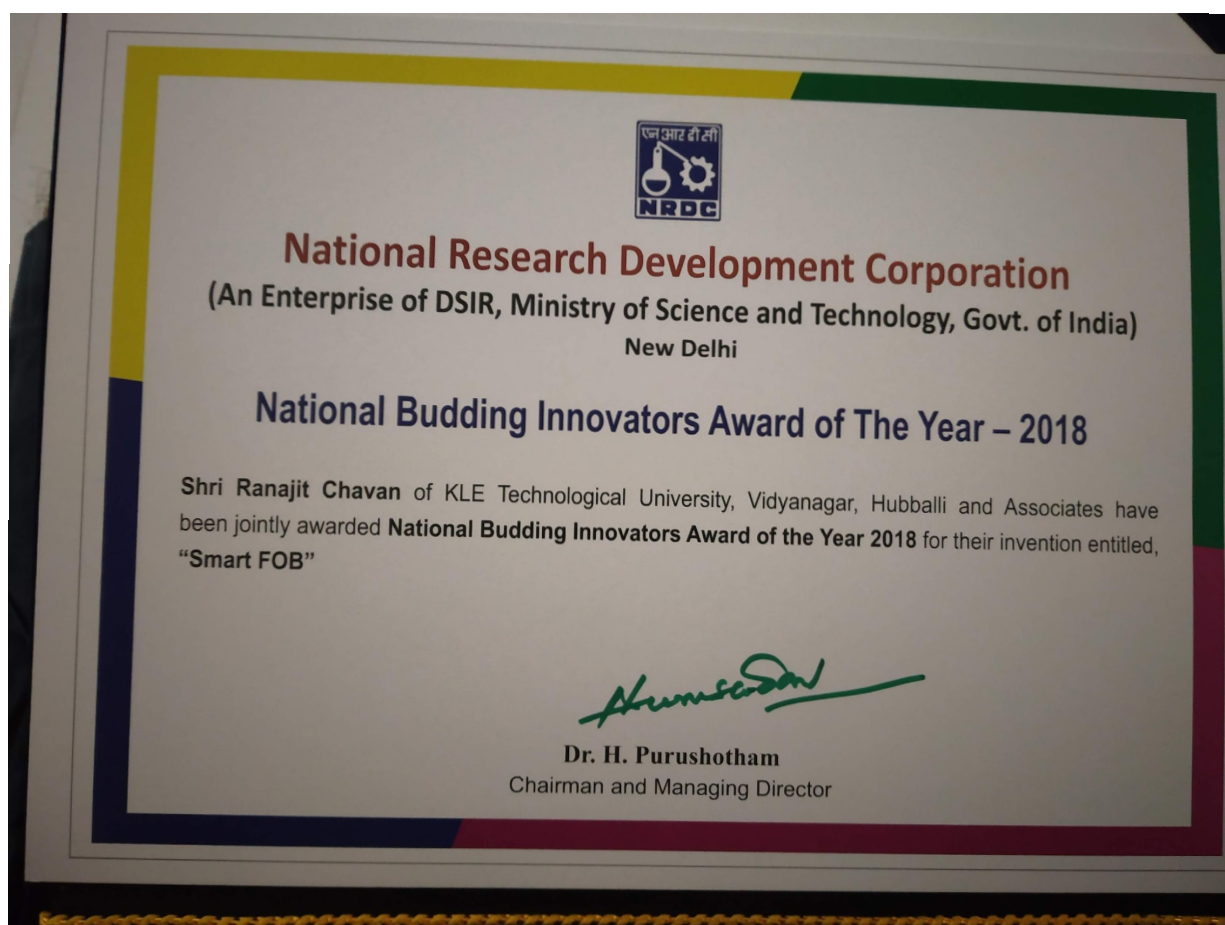 एन आर डी सी
NRDC
National Research Development Corporation
(An Enterprise of DSIR, Ministry of Science and Technology, Govt. of India)
New Delhi
National Budding Innovators Award of The Year – 2018
Shri Ranajit Chavan of KLE Technological University, Vidyanagar, Hubballi and Associates have
been jointly awarded National Budding Innovators Award of the Year 2018 for their invention entitled,
“Smart FOB”
Dr. H. Purushotham
Chairman and Managing Director